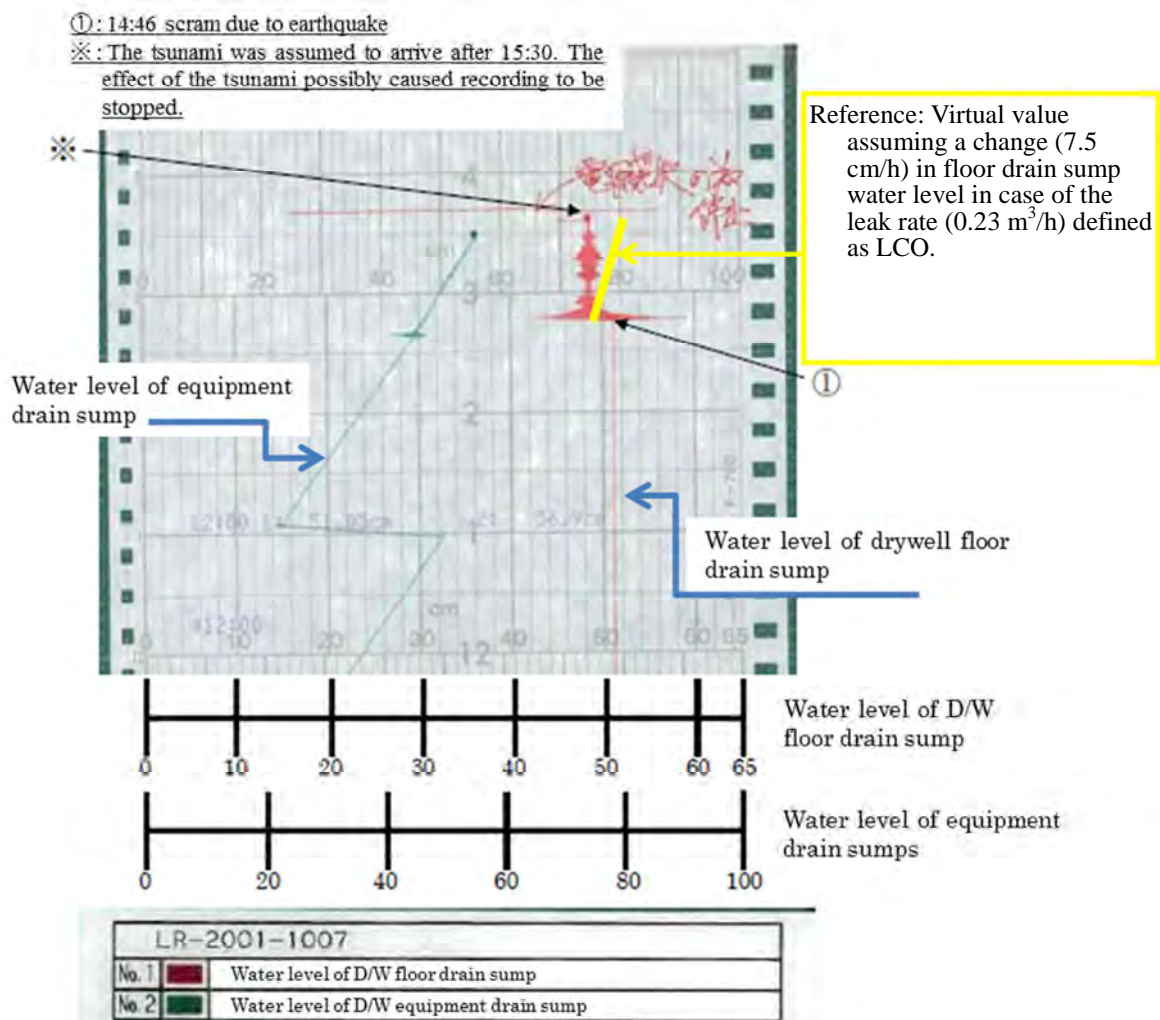 ①: 14:46 scram due to earthquake
※: The tsunami was assumed to arrive after 15:30. The
effect of the tsunami possibly caused recording to be
stopped.
※
Reference: Virtual value
assuming a change (7.5
cm/h) in floor drain sump
water level in case of the
leak rate (0.23 m³/h) defined
as LCO.
4
0 20 40 80 100
3
①
Water level of equipment
drain sump
2
12:00
1
Water level of drywell floor
drain sump
cm
*12:00
0 10 20 30 40 50 60 65
12
Water level of D/W
floor drain sump
0 10 20 30 40 50 60 65
Water level of equipment
drain sumps
0 20 40 60 80 100
LR-2001-1007
No. 1 Water level of D/W floor drain sump
No. 2 Water level of D/W equipment drain sump